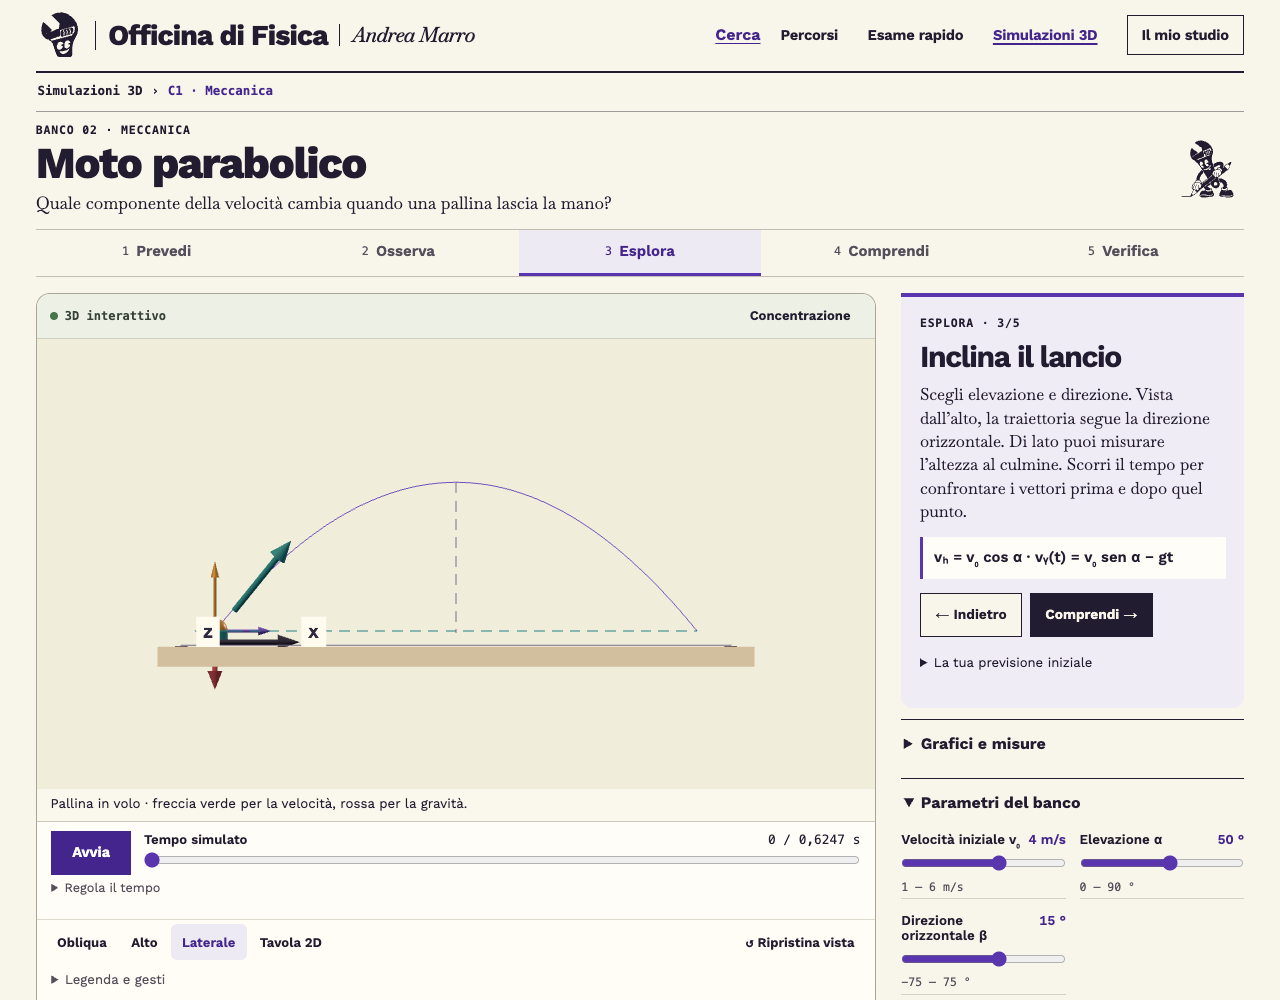 Officina di Fisica
Andrea Marro
Cerca
Percorsi
Esame rapido
Simulazioni 3D
Il mio studio
Simulazioni 3D › C1 · Meccanica
BANCO 02 · MECCANICA
Moto parabolico
Quale componente della velocità cambia quando una pallina lascia la mano?
1 Prevedi
2 Osserva
3 Esplora
4 Comprendi
5 Verifica
3D interattivo
Concentrazione
Z
X
Pallina in volo · freccia verde per la velocità, rossa per la gravità.
Avvia
Tempo simulato
0 / 0,6247 s
▶ Regola il tempo
Obliqua
Alto
Laterale
Tavola 2D
↺ Ripristina vista
▶ Legenda e gesti
ESPLORA · 3/5
Inclina il lancio
Scegli elevazione e direzione. Vista
dall’alto, la traiettoria segue la direzione
orizzontale. Di lato puoi misurare
l’altezza al culmine. Scorri il tempo per
confrontare i vettori prima e dopo quel
punto.
vₕ = v₀ cos α · vᵧ(t) = v₀ sen α − gt
← Indietro
Comprendi →
▶ La tua previsione iniziale
▶ Grafici e misure
▼ Parametri del banco
Velocità iniziale v₀ 4 m/s
1 — 6 m/s
Elevazione α 50 °
0 — 90 °
Direzione
orizzontale β
15 °
−75 — 75 °